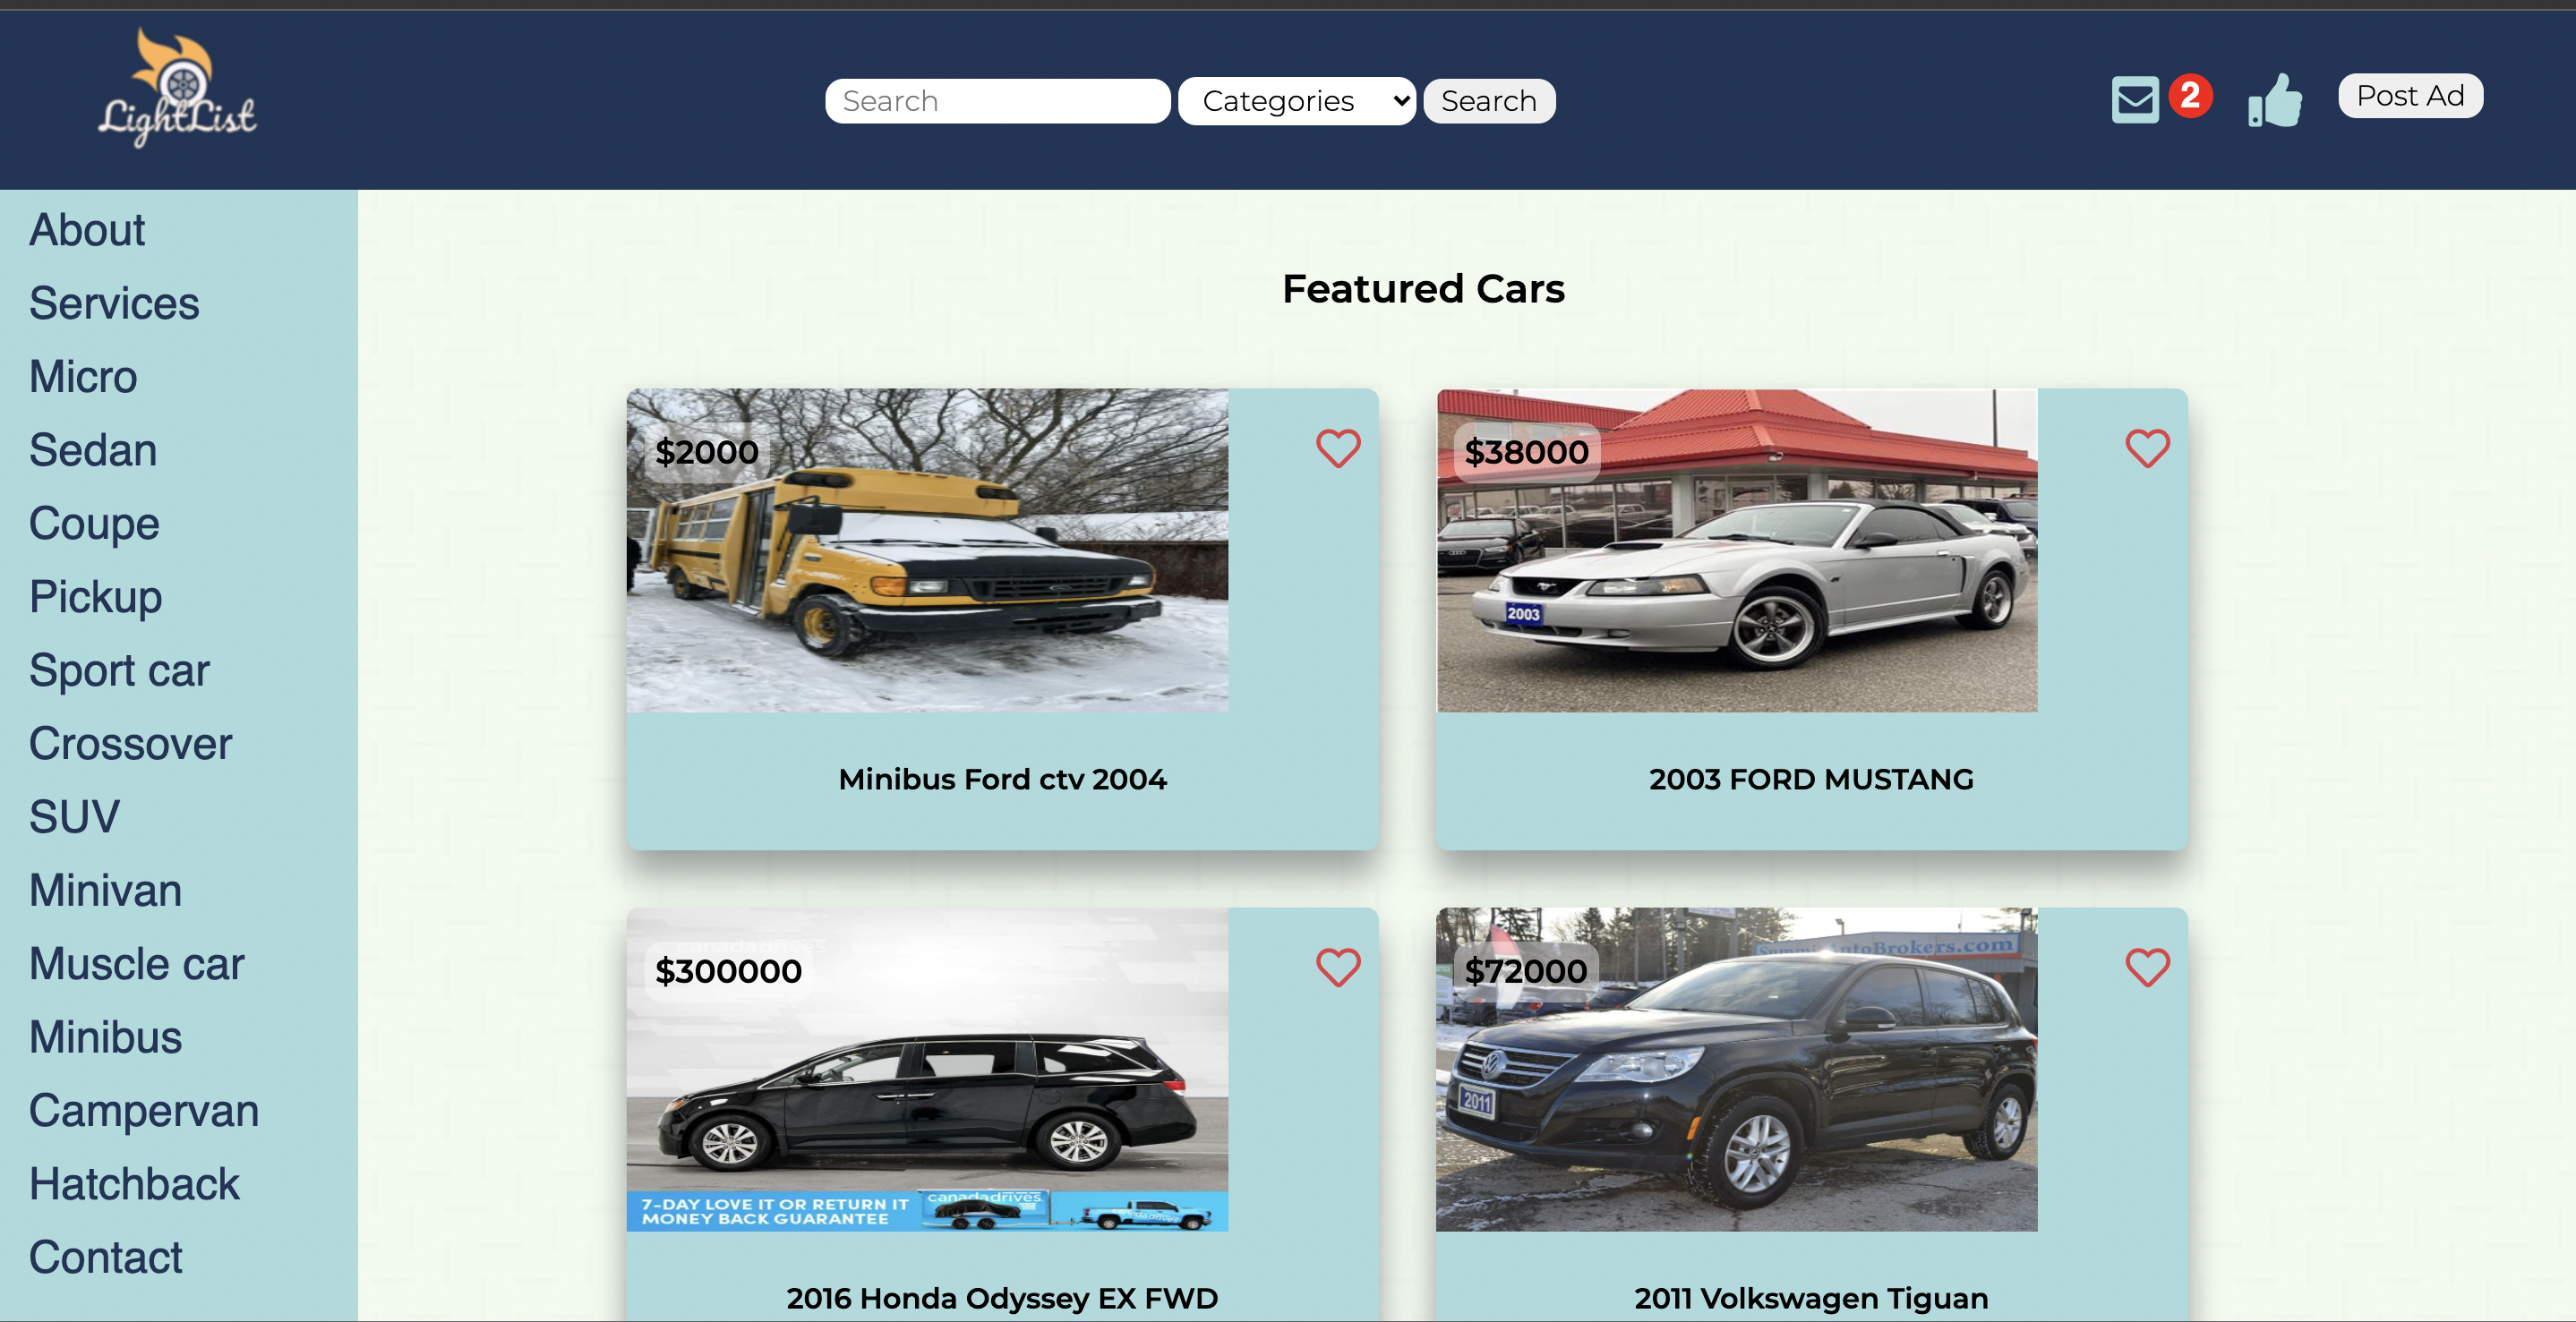 LightList
Search
Categories
Search
2
Post Ad
About
Services
Micro
Sedan
Coupe
Pickup
Sport car
Crossover
SUV
Minivan
Muscle car
Minibus
Campervan
Hatchback
Contact
Featured Cars
$2000
Minibus Ford ctv 2004
$38000
2003
2003 FORD MUSTANG
canadadrives
$300000
7-DAY LOVE IT OR RETURN IT
MONEY BACK GUARANTEE
canadadrives
canadadrives
2016 Honda Odyssey EX FWD
AutoBrokers.com
$72000
2011
2011 Volkswagen Tiguan